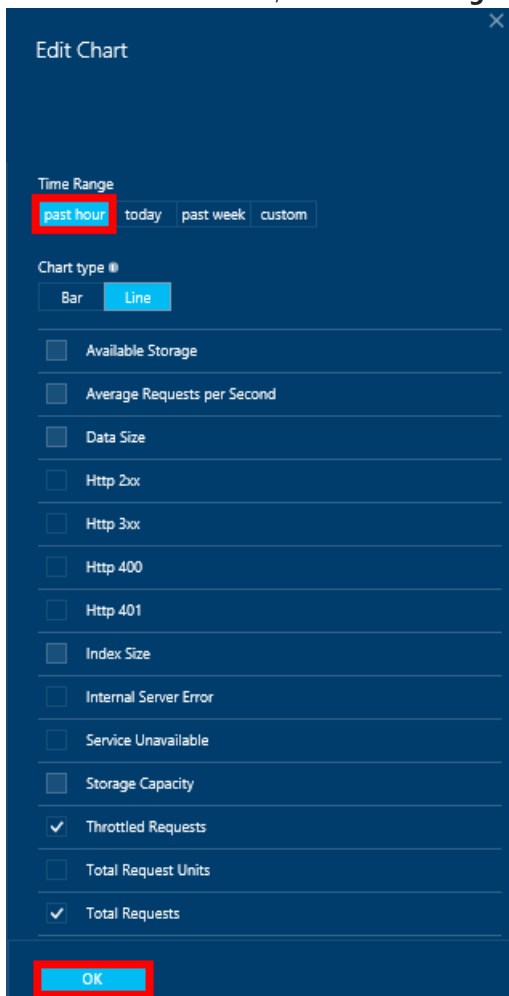 Edit Chart
Time Range
past hour today past week custom
Chart type
Bar Line
Available Storage
Average Requests per Second
Data Size
Http 2xx
Http 3xx
Http 400
Http 401
Index Size
Internal Server Error
Service Unavailable
Storage Capacity
Throttled Requests
Total Request Units
Total Requests
OK